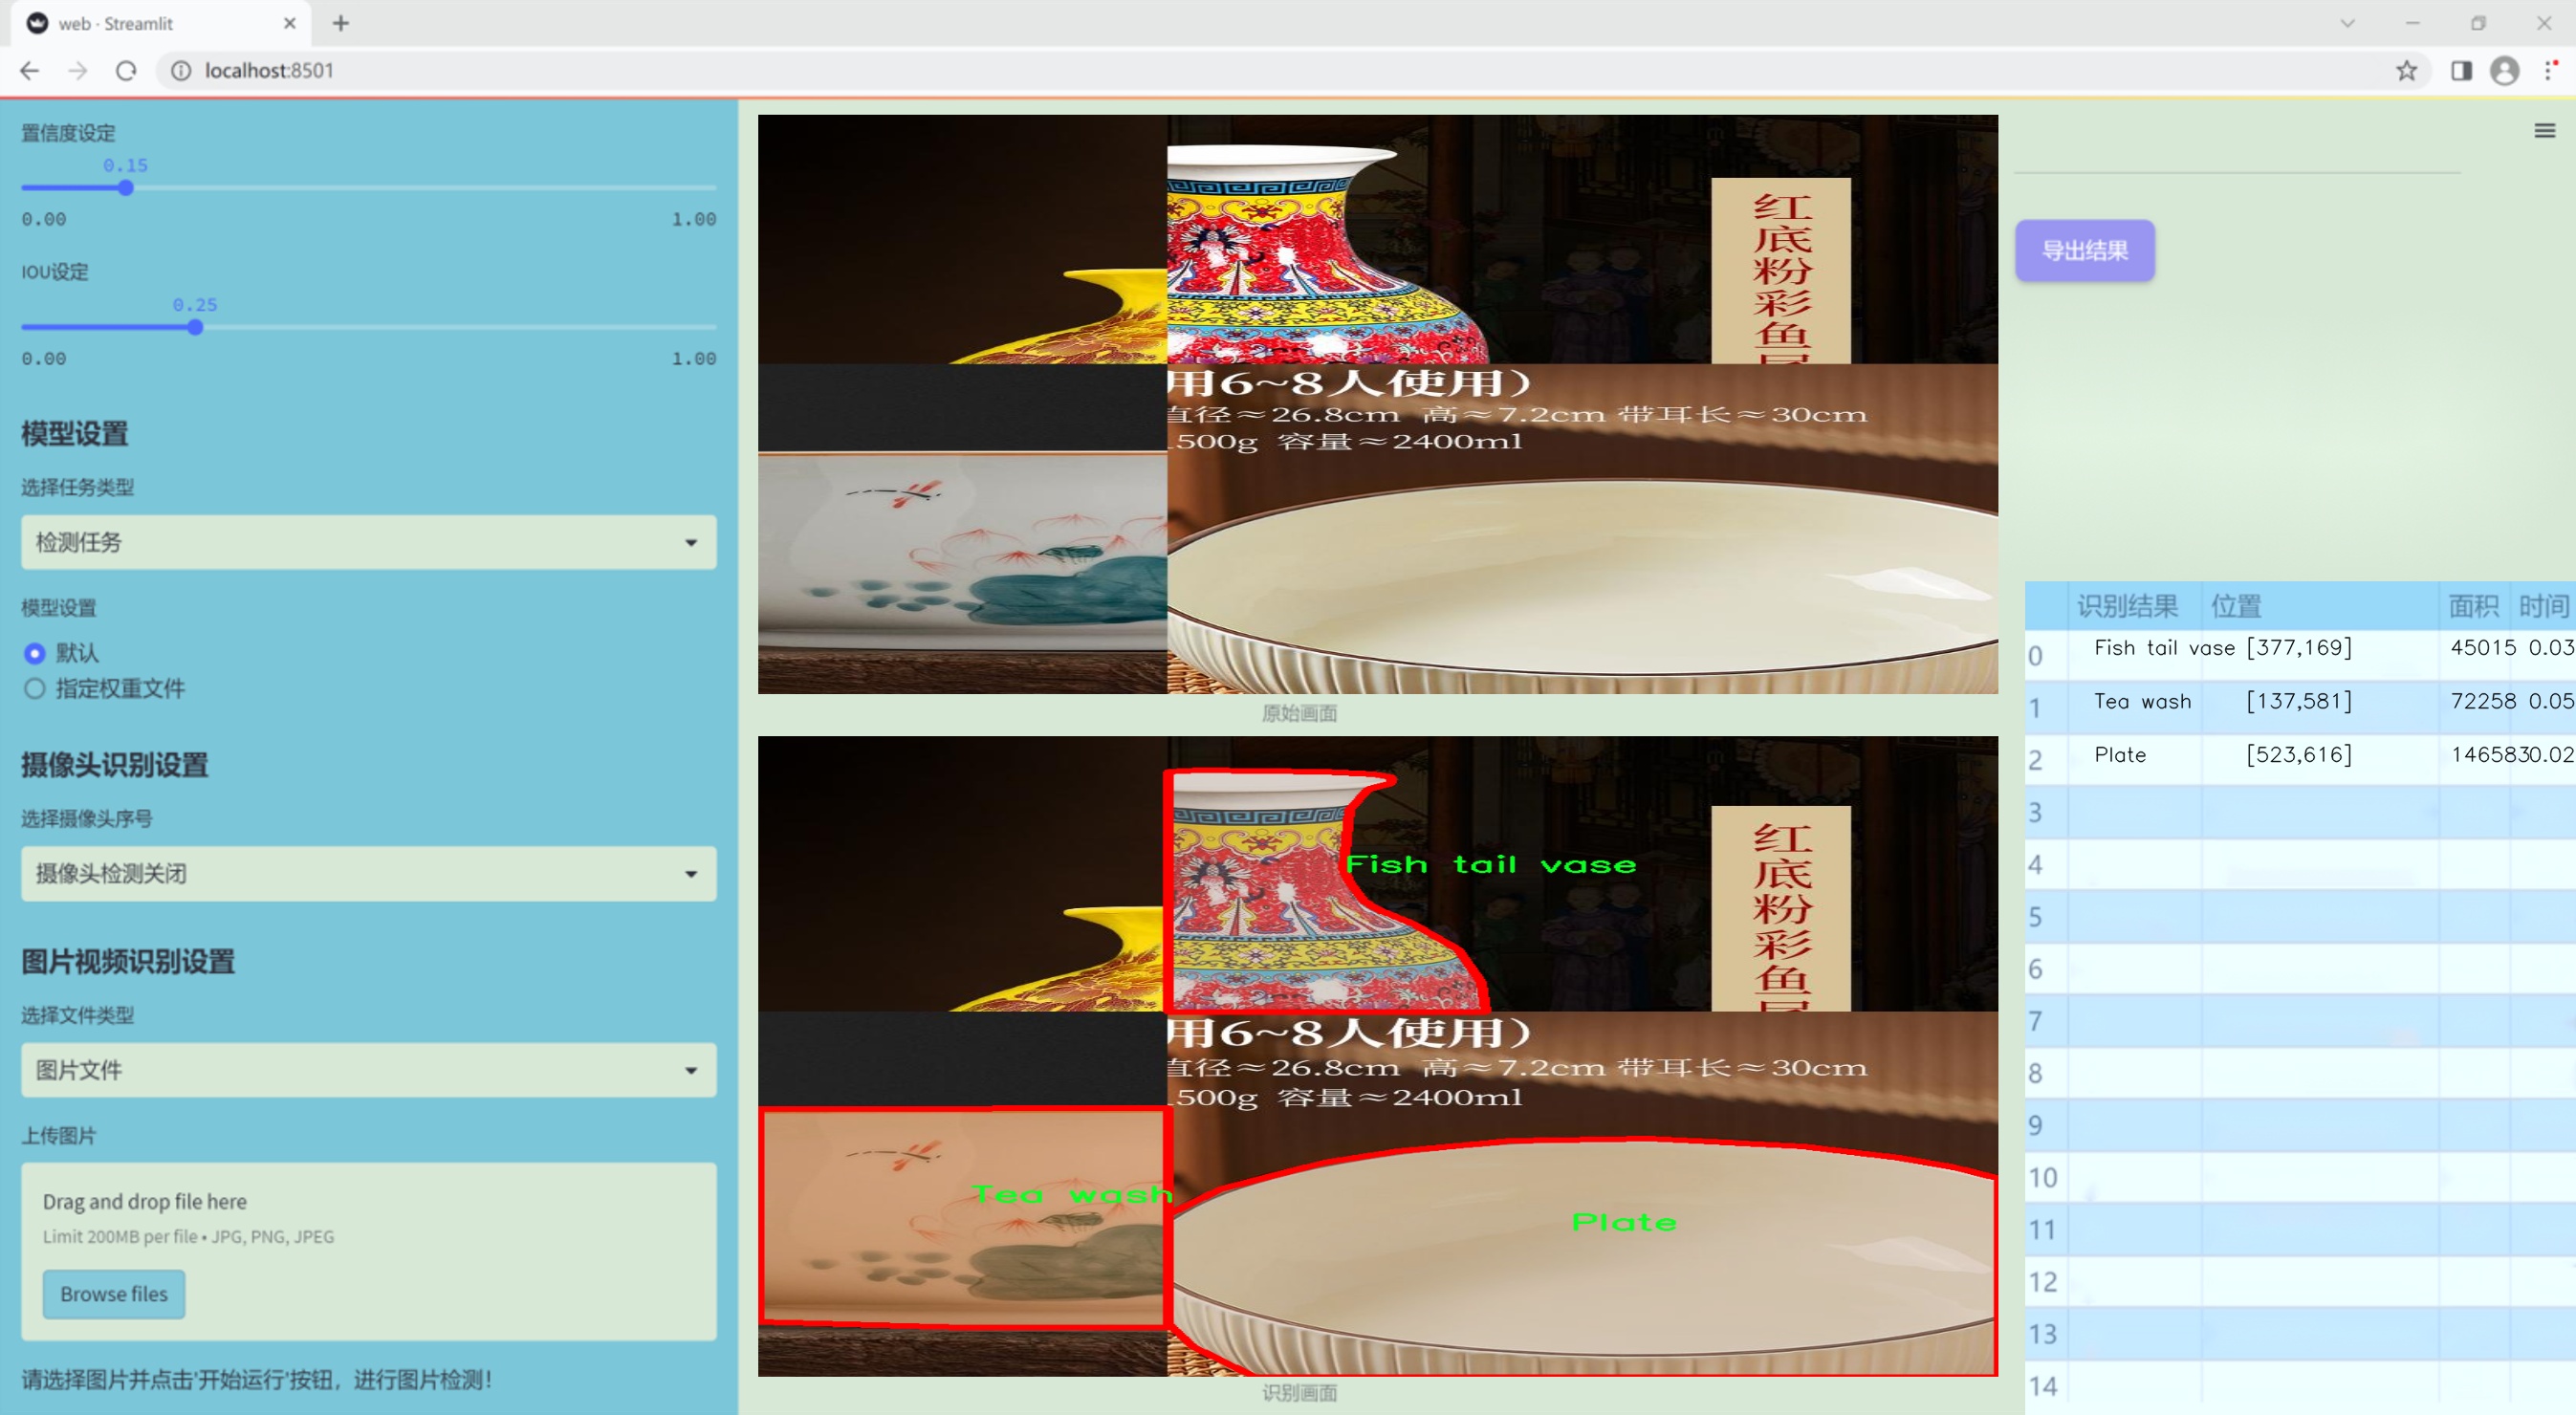 web · Streamlit
localhost:8501
置信度设定
0.15
0.00 1.00
IOU设定
0.25
0.00 1.00
模型设置
选择任务类型
检测任务
模型设置
默认
指定权重文件
摄像头识别设置
选择摄像头序号
摄像头检测关闭
图片视频识别设置
选择文件类型
图片文件
上传图片
Drag and drop file here
Limit 200MB per file • JPG, PNG, JPEG
Browse files
请选择图片并点击'开始运行'按钮，进行图片检测！
红底粉彩鱼
用6~8人使用）
直径≈26.8cm 高≈7.2cm 带耳长≈30cm
.500g 容量≈2400ml
原始画面
红底粉彩鱼
Fish tail vase
用6~8人使用）
直径≈26.8cm 高≈7.2cm 带耳长≈30cm
.500g 容量≈2400ml
Tea wash
Plate
识别画面
导出结果
识别结果 位置 面积 时间
0 Fish tail vase [377,169] 45015 0.03
1 Tea wash [137,581] 72258 0.05
2 Plate [523,616] 146583 0.02
3
4
5
6
7
8
9
10
11
12
13
14